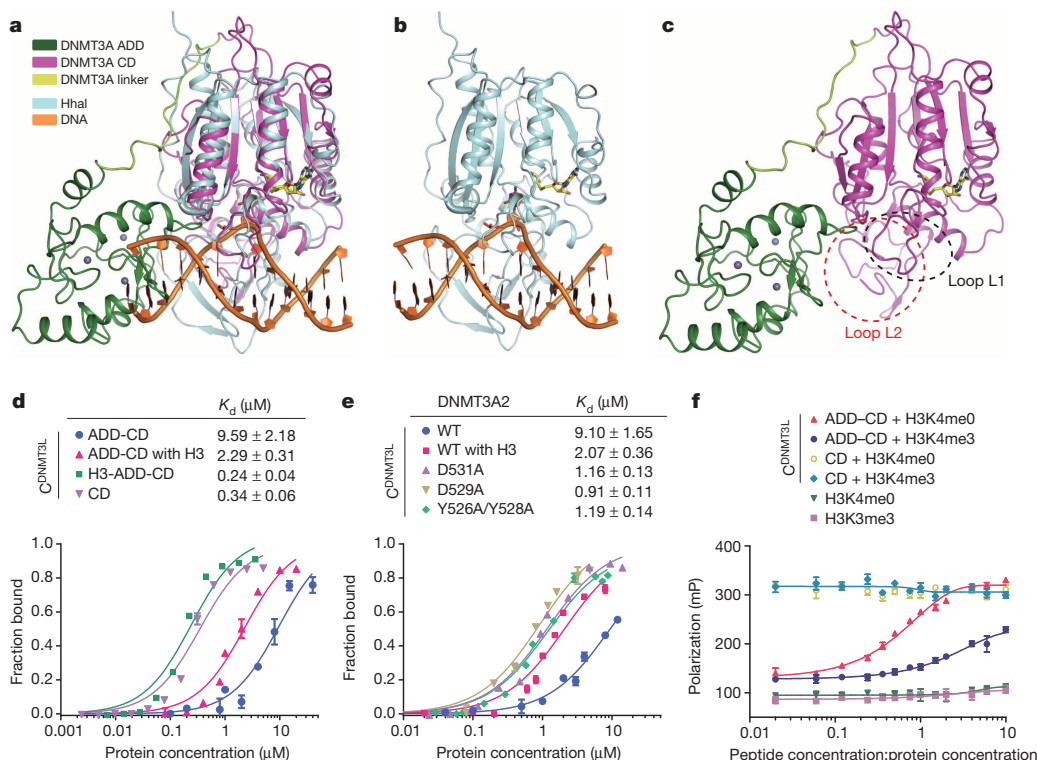 a
DNMT3A ADD
DNMT3A CD
DNMT3A linker
HhaI
DNA
b
c
Loop L1
Loop L2
d
Kd (μM)
CDNMT3L
ADD-CD 9.59 ± 2.18
ADD-CD with H3 2.29 ± 0.31
H3-ADD-CD 0.24 ± 0.04
CD 0.34 ± 0.06
Fraction bound
1.0
0.8
0.6
0.4
0.2
0.0
0.01 0.1 1 10
Protein concentration (μM)
e
DNMT3A2 Kd (μM)
CDNMT3L
WT 9.10 ± 1.65
WT with H3 2.07 ± 0.36
D531A 1.16 ± 0.13
D529A 0.91 ± 0.11
Y526A/Y528A 1.19 ± 0.14
Fraction bound
1.0
0.8
0.6
0.4
0.2
0.0
0.01 0.1 1 10
Protein concentration (μM)
f
CDNMT3L
ADD–CD + H3K4me0
ADD–CD + H3K4me3
CD + H3K4me0
CD + H3K4me3
H3K4me0
H3K3me3
Polarization (mP)
400
300
200
100
0.01 0.1 1 10
Peptide concentration:protein concentration